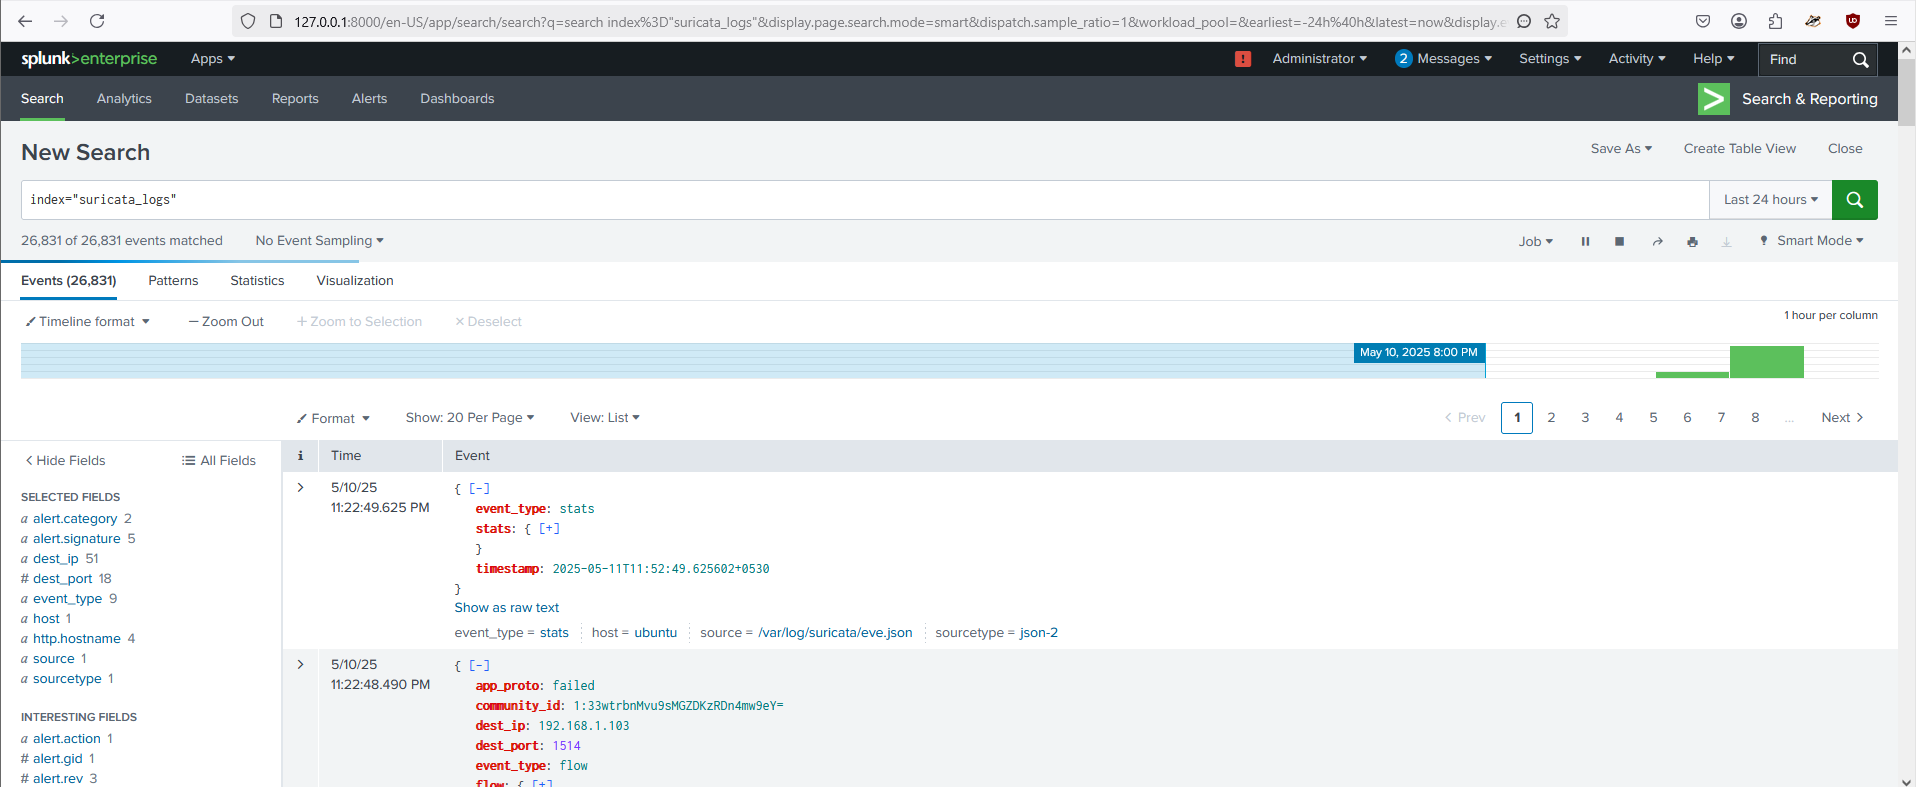 127.0.0.1:8000/en-US/app/search/search?q=search index%3D"suricata_logs"&display.page.search.mode=smart&dispatch.sample_ratio=1&workload_pool=&earliest=-24h%40h&latest=now&display.e
splunk>enterprise Apps ! Administrator 2 Messages Settings Activity Help Find
Search Analytics Datasets Reports Alerts Dashboards > Search & Reporting
New Search Save As Create Table View Close
index="suricata_logs" Last 24 hours
26,831 of 26,831 events matched No Event Sampling Job Smart Mode
Events (26,831) Patterns Statistics Visualization
Timeline format — Zoom Out + Zoom to Selection × Deselect 1 hour per column
May 10, 2025 8:00 PM
Format Show: 20 Per Page View: List < Prev 1 2 3 4 5 6 7 8 ... Next >
< Hide Fields All Fields
SELECTED FIELDS
a alert.category 2
a alert.signature 5
a dest_ip 51
# dest_port 18
a event_type 9
a host 1
a http.hostname 4
a source 1
a sourcetype 1
INTERESTING FIELDS
a alert.action 1
# alert.gid 1
# alert.rev 3
i Time Event
> 5/10/25
11:22:49.625 PM
{ [-]
event_type: stats
stats: { [+]
}
timestamp: 2025-05-11T11:52:49.625602+0530
}
Show as raw text
event_type = stats host = ubuntu source = /var/log/suricata/eve.json sourcetype = json-2
> 5/10/25
11:22:48.490 PM
{ [-]
app_proto: failed
community_id: 1:33wtrbnMvu9sMGZDKzRDn4mw9eY=
dest_ip: 192.168.1.103
dest_port: 1514
event_type: flow
flow: { [+]